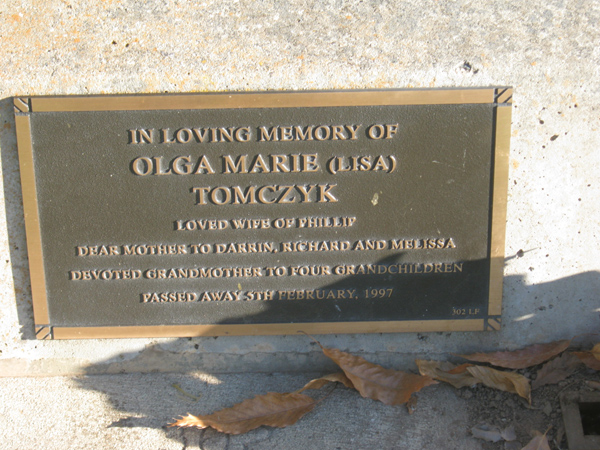 IN LOVING MEMORY OF
OLGA MARIE (LISA)
TOMCZYK
LOVED WIFE OF PHILLIP
DEAR MOTHER TO DARRIN, RICHARD AND MELISSA
DEVOTED GRANDMOTHER TO FOUR GRANDCHILDREN
PASSED AWAY 5TH FEBRUARY, 1997
302 LF